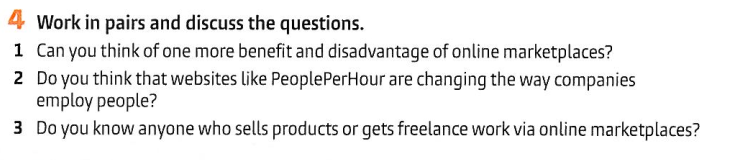 4 Work in pairs and discuss the questions.
1 Can you think of one more benefit and disadvantage of online marketplaces?
2 Do you think that websites like PeoplePerHour are changing the way companies
employ people?
3 Do you know anyone who sells products or gets freelance work via online marketplaces?